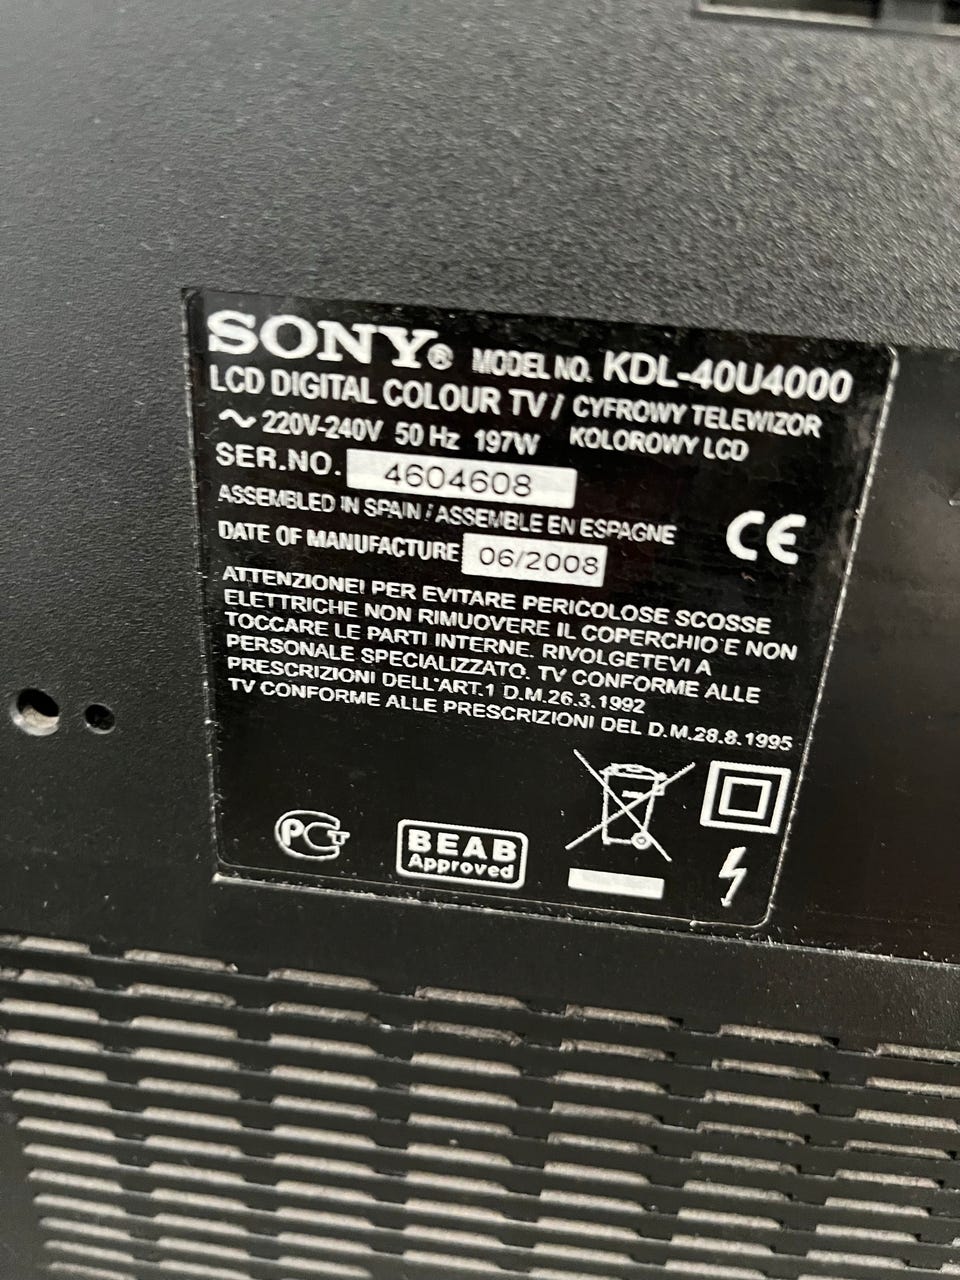 SONY® MODEL NO. KDL-40U4000
LCD DIGITAL COLOUR TV / CYFROWY TELEWIZOR
KOLOROWY LCD
~ 220V-240V 50 Hz 197W
SER.NO. 4604608
ASSEMBLED IN SPAIN / ASSEMBLE EN ESPAGNE
CE
DATE OF MANUFACTURE 06/2008
ATTENZIONE! PER EVITARE PERICOLOSE SCOSSE
ELETTRICHE NON RIMUOVERE IL COPERCHIO E NON
TOCCARE LE PARTI INTERNE. RIVOLGETEVI A
PERSONALE SPECIALIZZATO. TV CONFORME ALLE
PRESCRIZIONI DELL'ART.1 D.M.26.3.1992
TV CONFORME ALLE PRESCRIZIONI DEL D.M.28.8.1995
PCT
BEAB
Approved